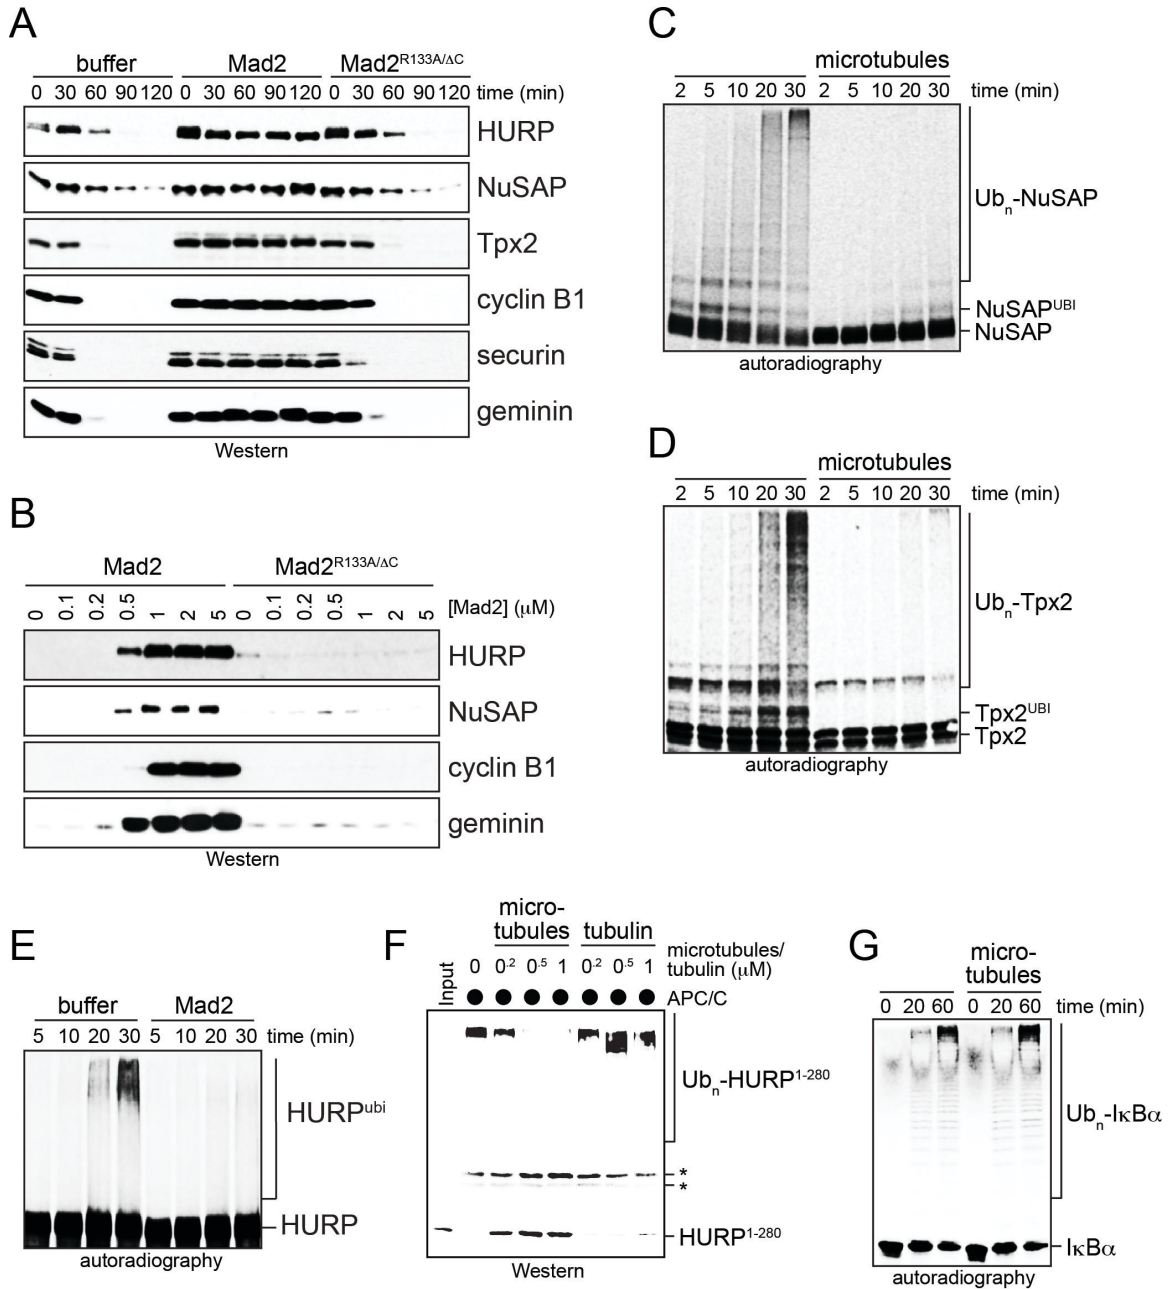 A
buffer Mad2 Mad2R133A/ΔC
0 30 60 90 120 0 30 60 90 120 0 30 60 90 120 time (min)
HURP
NuSAP
Tpx2
cyclin B1
securin
geminin
Western
B
Mad2 Mad2R133A/ΔC
0 0.1 0.2 0.5 1 2 5 0 0.1 0.2 0.5 1 2 5 [Mad2] (μM)
HURP
NuSAP
cyclin B1
geminin
Western
C
microtubules
2 5 10 20 30 2 5 10 20 30 time (min)
Ubn-NuSAP
NuSAPUBI
NuSAP
autoradiography
D
microtubules
2 5 10 20 30 2 5 10 20 30 time (min)
Ubn-Tpx2
Tpx2UBI
Tpx2
autoradiography
E
buffer Mad2
5 10 20 30 5 10 20 30 time (min)
HURPubi
HURP
autoradiography
F
micro-
tubules tubulin
Input 0 0.2 0.5 1 0.2 0.5 1 microtubules/
tubulin (μM)
APC/C
Ubn-HURP1-280
*
*
HURP1-280
Western
G
micro-
tubules
0 20 60 0 20 60 time (min)
Ubn-IκBα
IκBα
autoradiography